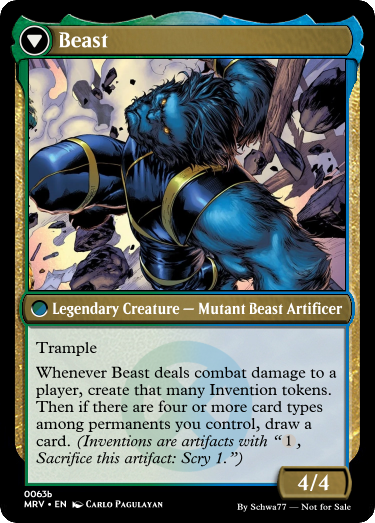 Beast
Legendary Creature — Mutant Beast Artificer
Trample
Whenever Beast deals combat damage to a
player, create that many Invention tokens.
Then if there are four or more card types
among permanents you control, draw a
card. (Inventions are artifacts with “1,
Sacrifice this artifact: Scry 1.”)
4/4
0063b
MRV • EN Carlo Pagulayan
By Schwa77 — Not for Sale